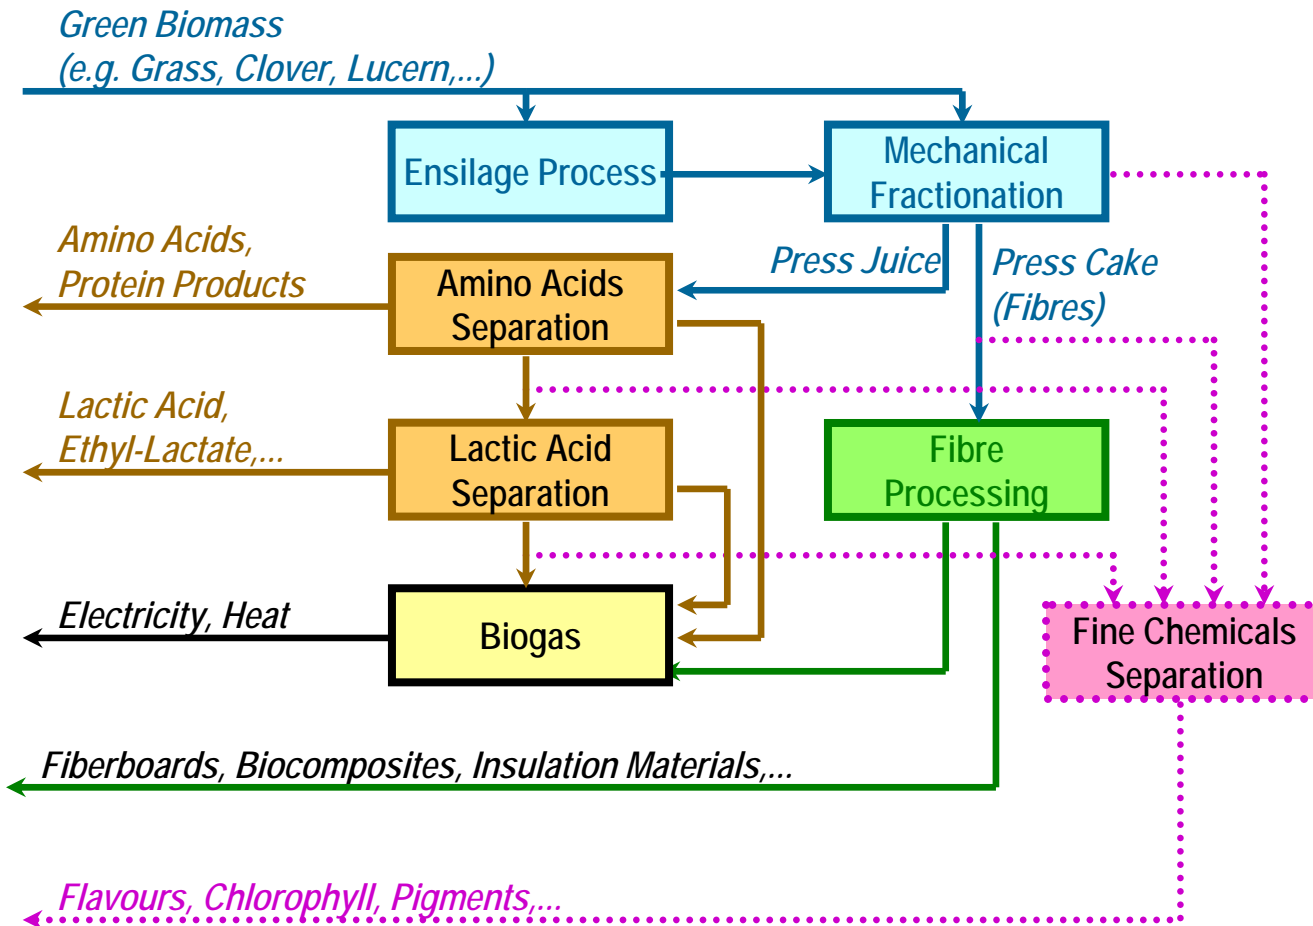 Green Biomass
(e.g. Grass, Clover, Lucern,...)
Ensilage Process
Mechanical
Fractionation
Amino Acids,
Protein Products
Amino Acids
Separation
Press Juice
Press Cake
(Fibres)
Lactic Acid,
Ethyl-Lactate,...
Lactic Acid
Separation
Fibre
Processing
Electricity, Heat
Biogas
Fine Chemicals
Separation
Fiberboards, Biocomposites, Insulation Materials,...
Flavours, Chlorophyll, Pigments,...